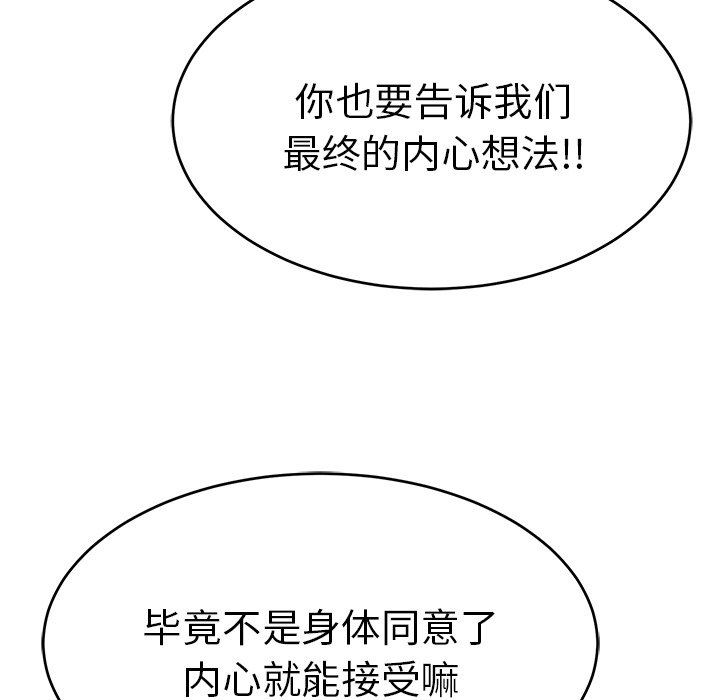 你也要告诉我们
最终的内心想法!!
毕竟不是身体同意了
内心就能接受嘛